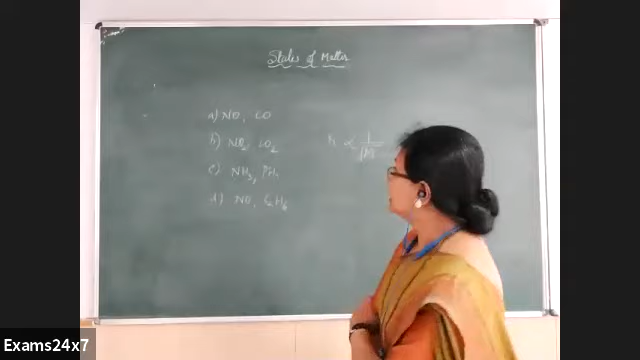 States of Matter
a) NO, CO
b) NO₂, CO₂
r ∝ 1/√M
c) NH₃, PH₃
d) NO, C₂H₆
Exams24x7